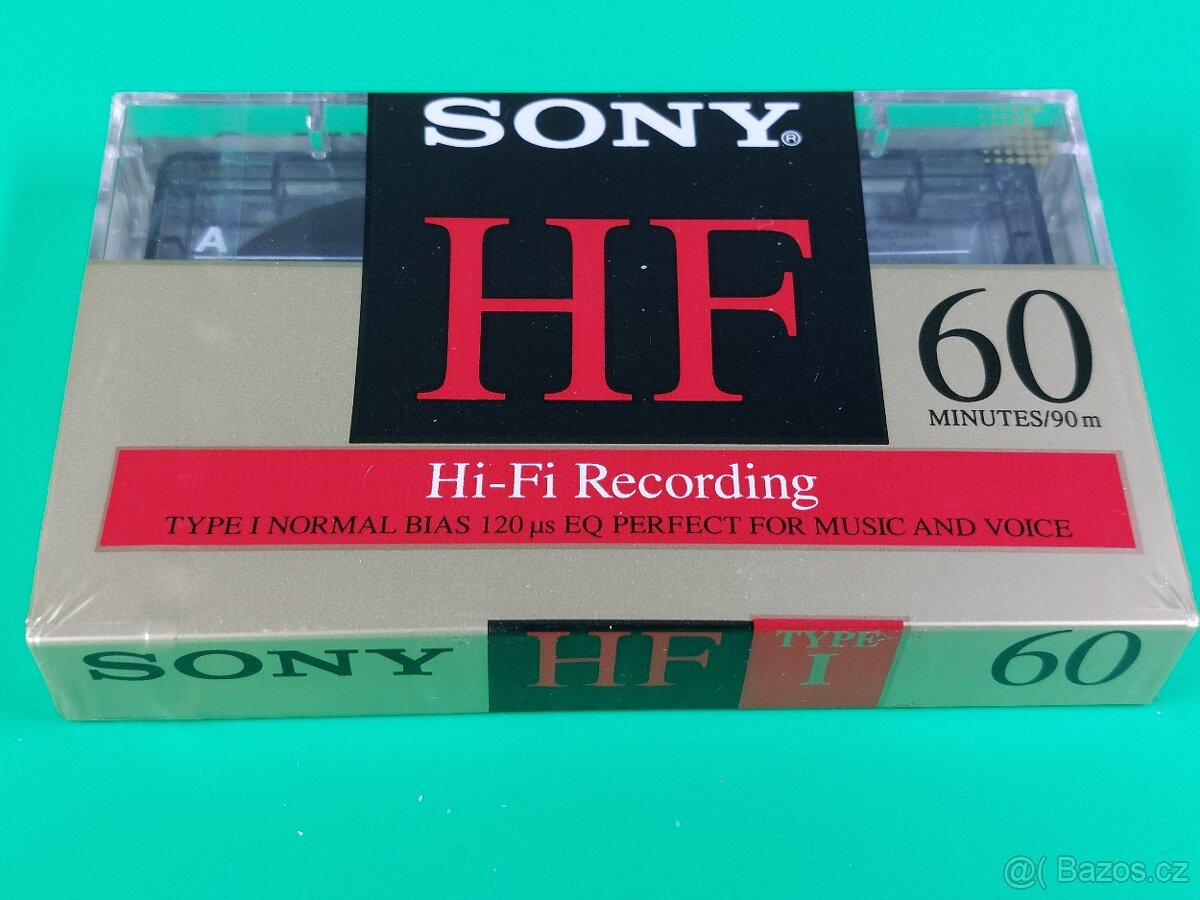 SONY®
A
HF
60
MINUTES/90 m
Hi-Fi Recording
TYPE I NORMAL BIAS 120 µs EQ PERFECT FOR MUSIC AND VOICE
SONY HF TYPE I 60
@( Bazos.cz